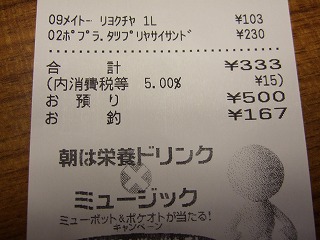 09メイトー リヨクチャ 1L ¥103
02ポプラ.タツプリヤサイサンド ¥230
合 計 ¥333
(内消費税等 5.00% ¥15)
お 預 り ¥500
お 釣 ¥167
朝は栄養ドリンク
×
ミュージック
ミューポット&ポケオトが当たる!
キャンペーン